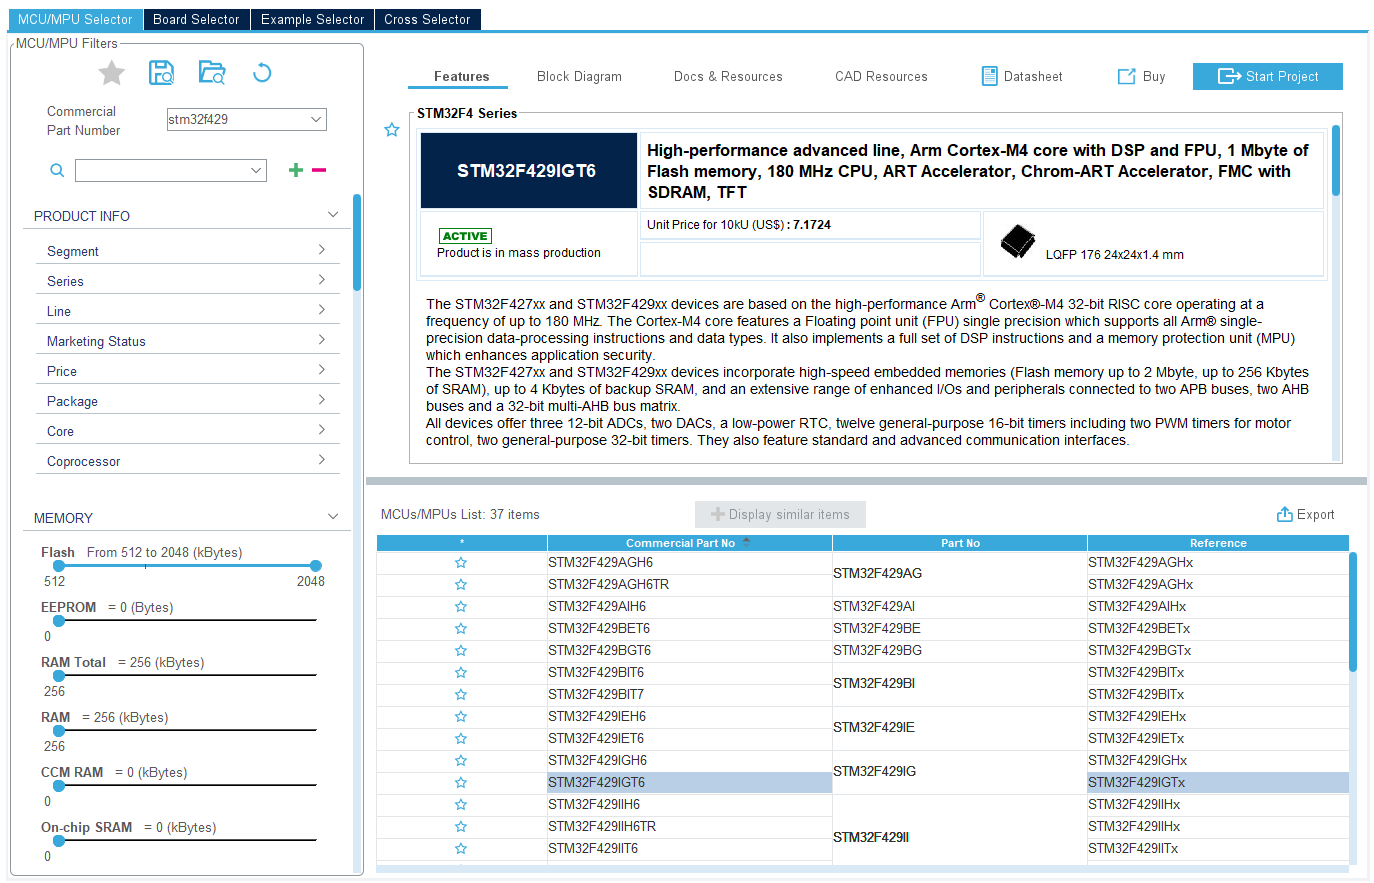 MCU/MPU Selector
Board Selector
Example Selector
Cross Selector
MCU/MPU Filters
Commercial
Part Number
stm32f429
PRODUCT INFO
Segment
Series
Line
Marketing Status
Price
Package
Core
Coprocessor
MEMORY
Flash From 512 to 2048 (kBytes)
512 2048
EEPROM = 0 (Bytes)
0
RAM Total = 256 (kBytes)
256
RAM = 256 (kBytes)
256
CCM RAM = 0 (kBytes)
0
On-chip SRAM = 0 (kBytes)
0
Features
Block Diagram
Docs & Resources
CAD Resources
Datasheet
Buy
Start Project
STM32F4 Series
STM32F429IGT6
High-performance advanced line, Arm Cortex-M4 core with DSP and FPU, 1 Mbyte of
Flash memory, 180 MHz CPU, ART Accelerator, Chrom-ART Accelerator, FMC with
SDRAM, TFT
ACTIVE
Product is in mass production
Unit Price for 10kU (US$) : 7.1724
LQFP 176 24x24x1.4 mm
The STM32F427xx and STM32F429xx devices are based on the high-performance Arm® Cortex®-M4 32-bit RISC core operating at a
frequency of up to 180 MHz. The Cortex-M4 core features a Floating point unit (FPU) single precision which supports all Arm® single-
precision data-processing instructions and data types. It also implements a full set of DSP instructions and a memory protection unit (MPU)
which enhances application security.
The STM32F427xx and STM32F429xx devices incorporate high-speed embedded memories (Flash memory up to 2 Mbyte, up to 256 Kbytes
of SRAM), up to 4 Kbytes of backup SRAM, and an extensive range of enhanced I/Os and peripherals connected to two APB buses, two AHB
buses and a 32-bit multi-AHB bus matrix.
All devices offer three 12-bit ADCs, two DACs, a low-power RTC, twelve general-purpose 16-bit timers including two PWM timers for motor
control, two general-purpose 32-bit timers. They also feature standard and advanced communication interfaces.
MCUs/MPUs List: 37 items
Display similar items
Export
* Commercial Part No Part No Reference
STM32F429AGH6 STM32F429AG STM32F429AGHx
STM32F429AGH6TR STM32F429AGHx
STM32F429AIH6 STM32F429AI STM32F429AIHx
STM32F429BET6 STM32F429BE STM32F429BETx
STM32F429BGT6 STM32F429BG STM32F429BGTx
STM32F429BIT6 STM32F429BI STM32F429BITx
STM32F429BIT7 STM32F429BITx
STM32F429IEH6 STM32F429IE STM32F429IEHx
STM32F429IET6 STM32F429IETx
STM32F429IGH6 STM32F429IG STM32F429IGHx
STM32F429IGT6 STM32F429IGTx
STM32F429IIH6 STM32F429II STM32F429IIHx
STM32F429IIH6TR STM32F429IIHx
STM32F429IIT6 STM32F429IITx